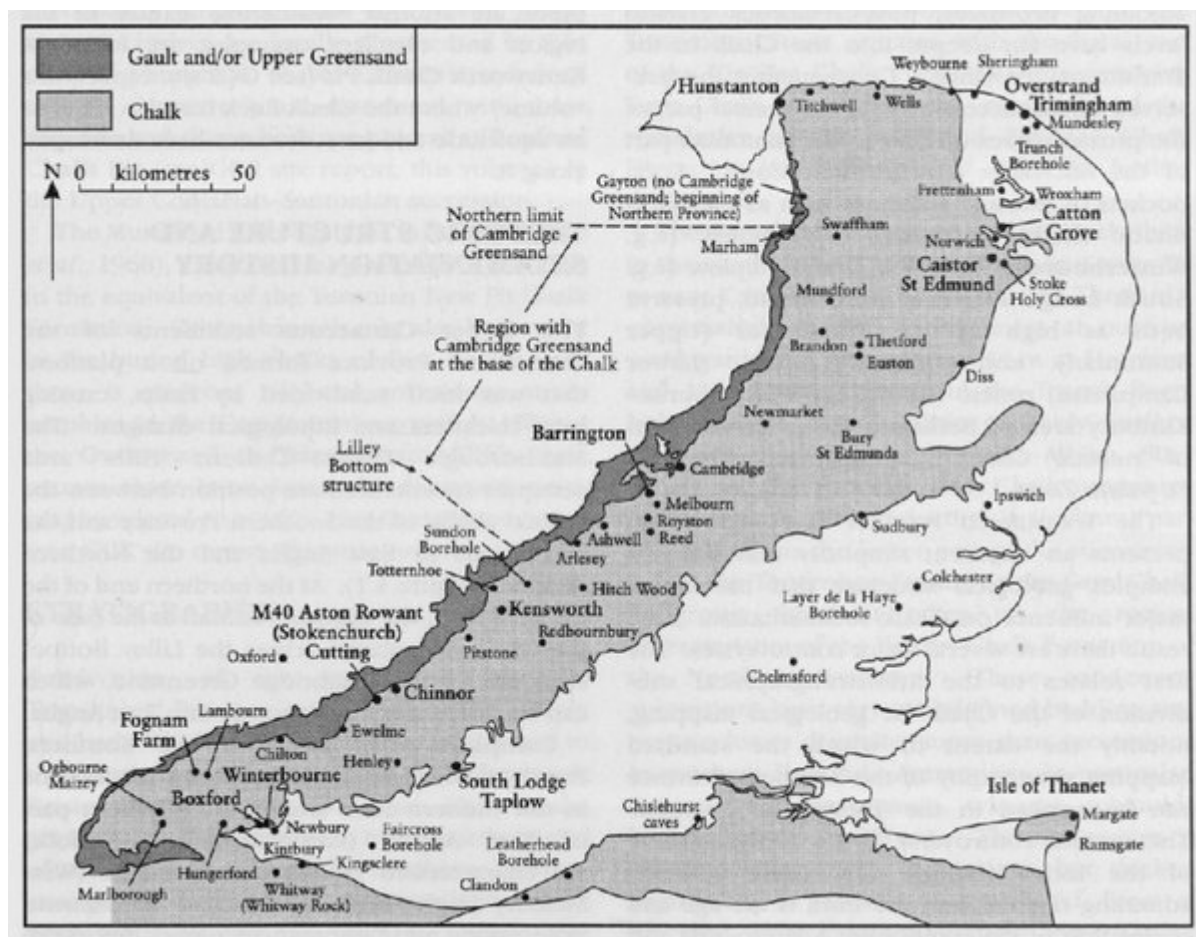 Gault and/or Upper Greensand
Chalk
N 0 kilometres 50
Weybourne Sheringham
Hunstanton
Titchwell
Wells
Overstrand
Trimingham
Mundesley
Trunch
Borehole
Gayton (no Cambridge
Greensand; beginning of
Northern Province)
Frettenham
Wroxham
Northern limit
of Cambridge
Greensand
Marham
Swaffham
Catton
Grove
Norwich
Caistor
St Edmund
Stoke
Holy Cross
Mundford
Region with
Cambridge Greensand
at the base of the Chalk
Brandon
Thetford
Euston
Diss
Newmarket
Barrington
Bury
St Edmunds
Lilley
Bottom
structure
Cambridge
Melbourn
Royston
Reed
Ipswich
Sudbury
Sundon
Borehole
Ashwell
Arlesey
Totternhoe
Hitch Wood
Colchester
Layer de la Haye
Borehole
M40 Aston Rowant
(Stokenchurch)
Cutting
Kensworth
Redbournbury
Pitstone
Oxford
Chelmsford
Chinnor
Lambourn
Fognam
Farm
Ewelme
Chilton
Henley
Ogbourne
Maizey
Winterbourne
South Lodge
Taplow
Boxford
Isle of Thanet
Chislehurst
caves
Margate
Newbury
Faircross
Borehole
Leatherhead
Borehole
Ramsgate
Kintbury
Kingsclere
Hungerford
Clandon
Marlborough
Whitway
(Whitway Rock)